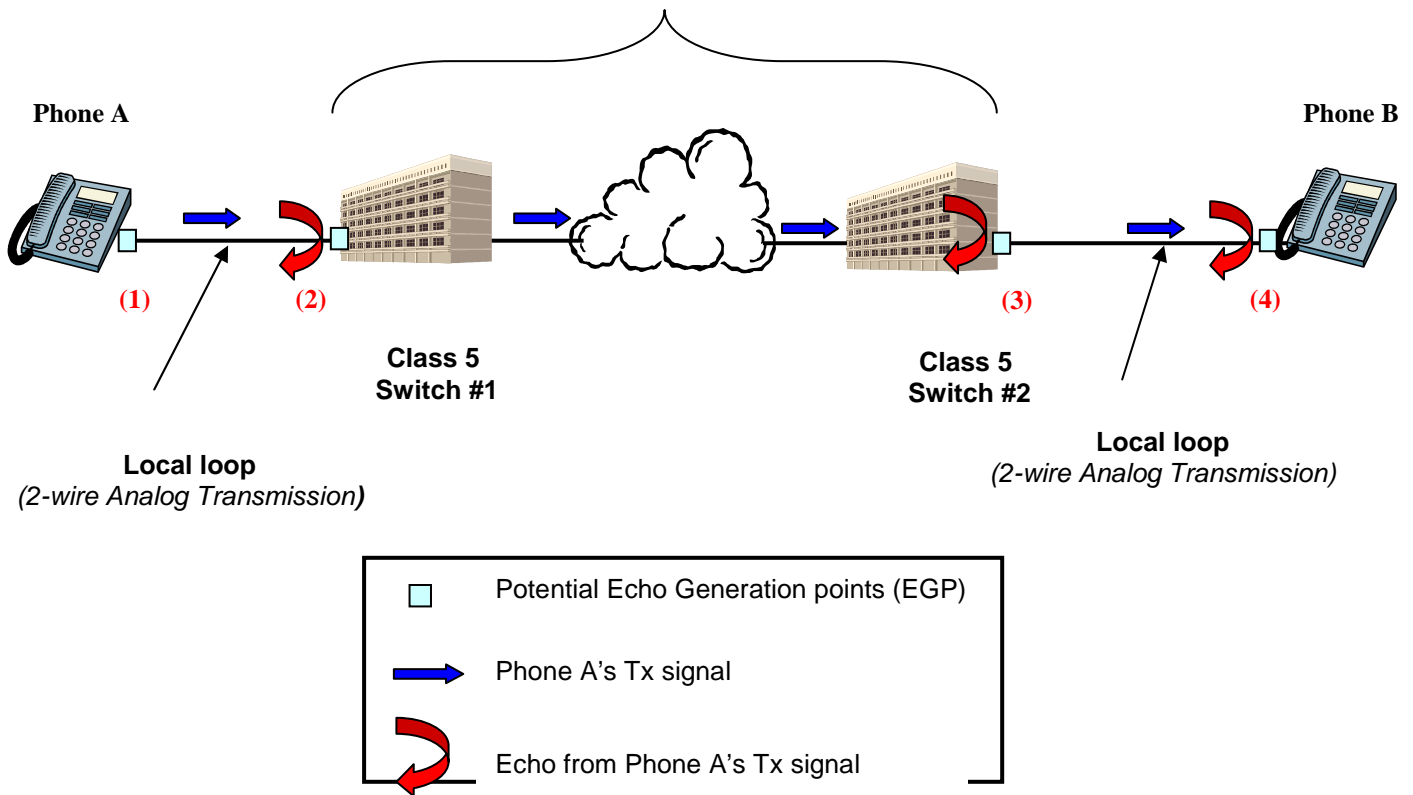 Phone A
Phone B
(1)
(2)
(3)
(4)
Class 5
Switch #1
Class 5
Switch #2
Local loop
(2-wire Analog Transmission)
Local loop
(2-wire Analog Transmission)
Potential Echo Generation points (EGP)
Phone A's Tx signal
Echo from Phone A's Tx signal